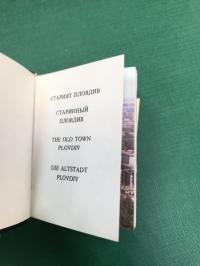 СТАРИЯТ ПЛОВДИВ
СТАРИННЫЙ
ПЛОВДИВ
THE OLD TOWN
PLOVDIV
DIE ALTSTADT
PLOVDIV